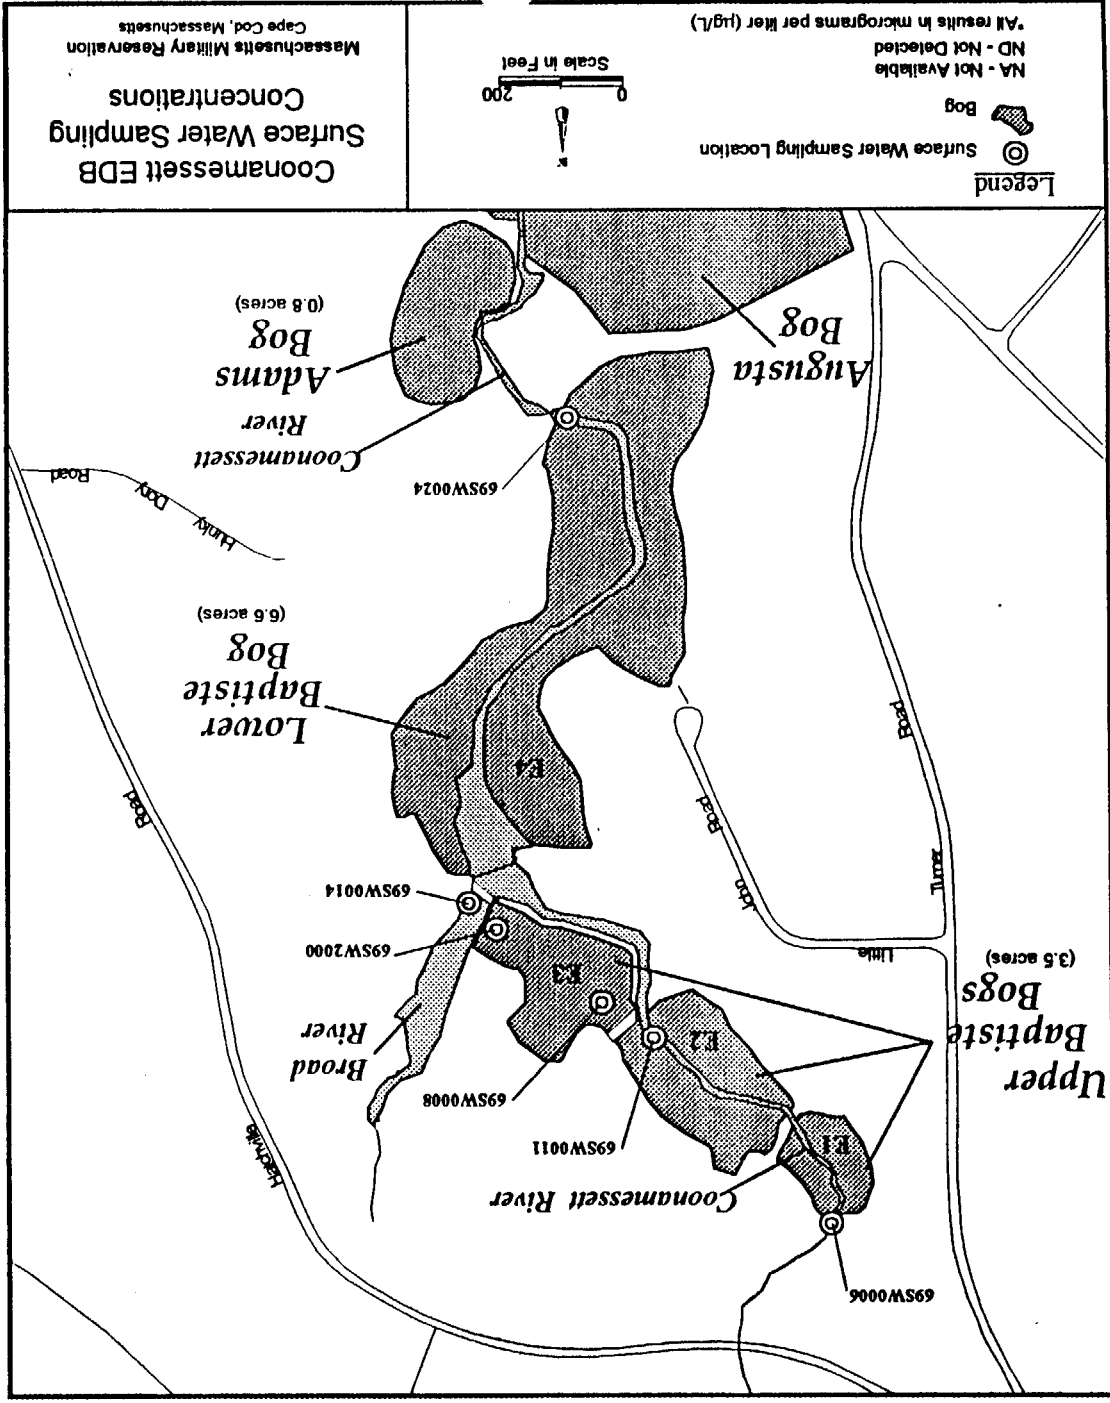 69SW0006
Coonamessett River
69SW0011
69SW0008
Upper
Baptiste
Bogs
(3.5 acres)
E1
E2
E3
Broad
River
69SW2000
69SW0014
Hatchville
Road
Little
John
Road
Turner
Road
E4
Lower
Baptiste
Bog
(6.6 acres)
Hunky
Dory
Road
69SW0024
Coonamessett
River
Adams
Bog
(0.8 acres)
Augusta
Bog
Legend
Surface Water Sampling Location
Bog
NA - Not Available
ND - Not Detected
*All results in micrograms per liter (µg/L)
N
0 200
Scale in Feet
Coonamessett EDB
Surface Water Sampling
Concentrations
Massachusetts Military Reservation
Cape Cod, Massachusetts